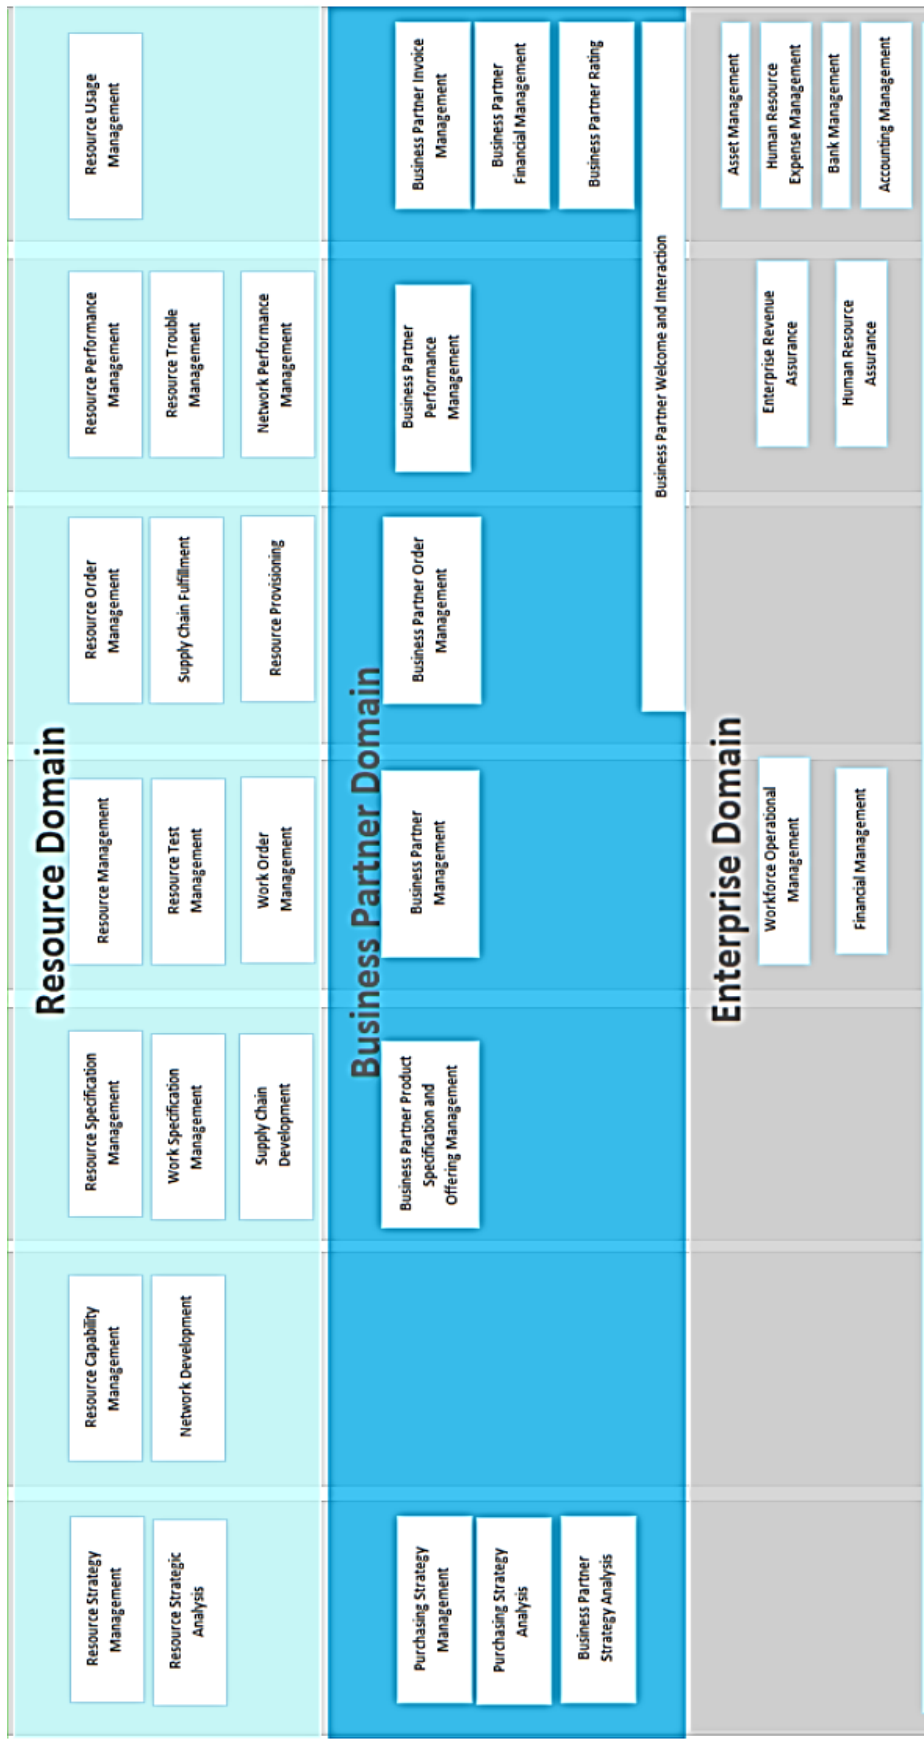 Resource Domain
Resource Strategy
Management
Resource Strategic
Analysis
Resource Capability
Management
Network Development
Resource Specification
Management
Work Specification
Management
Supply Chain
Development
Resource Management
Resource Test
Management
Work Order
Management
Resource Order
Management
Supply Chain Fulfillment
Resource Provisioning
Resource Performance
Management
Resource Trouble
Management
Network Performance
Management
Resource Usage
Management
Business Partner Domain
Purchasing Strategy
Management
Purchasing Strategy
Analysis
Business Partner
Strategy Analysis
Business Partner Product
Specification and
Offering Management
Business Partner
Management
Business Partner Order
Management
Business Partner
Performance
Management
Business Partner Invoice
Management
Business Partner
Financial Management
Business Partner Rating
Business Partner Welcome and Interaction
Enterprise Domain
Workforce Operational
Management
Financial Management
Enterprise Revenue
Assurance
Human Resource
Assurance
Asset Management
Human Resource
Expense Management
Bank Management
Accounting Management